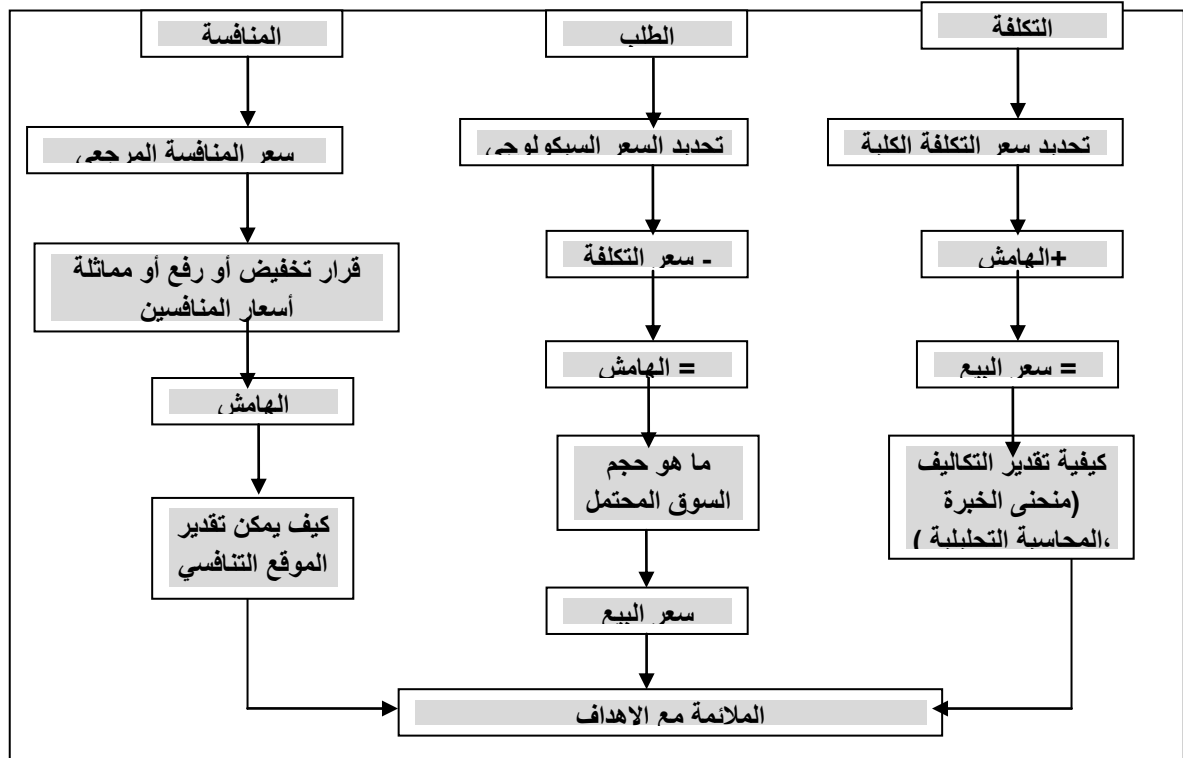 التكلفة
الطلب
المنافسة
تحديد سعر التكلفة الكلية
تحديد السعر السيكولوجي
سعر المنافسة المرجعي
+الهامش
- سعر التكلفة
قرار تخفيض أو رفع أو مماثلة
أسعار المنافسين
= سعر البيع
= الهامش
الهامش
كيفية تقدير التكاليف
(منحنى الخبرة
،المحاسبة التحليلية )
ما هو حجم
السوق المحتمل
كيف يمكن تقدير
الموقع التنافسي
سعر البيع
الملائمة مع الاهداف